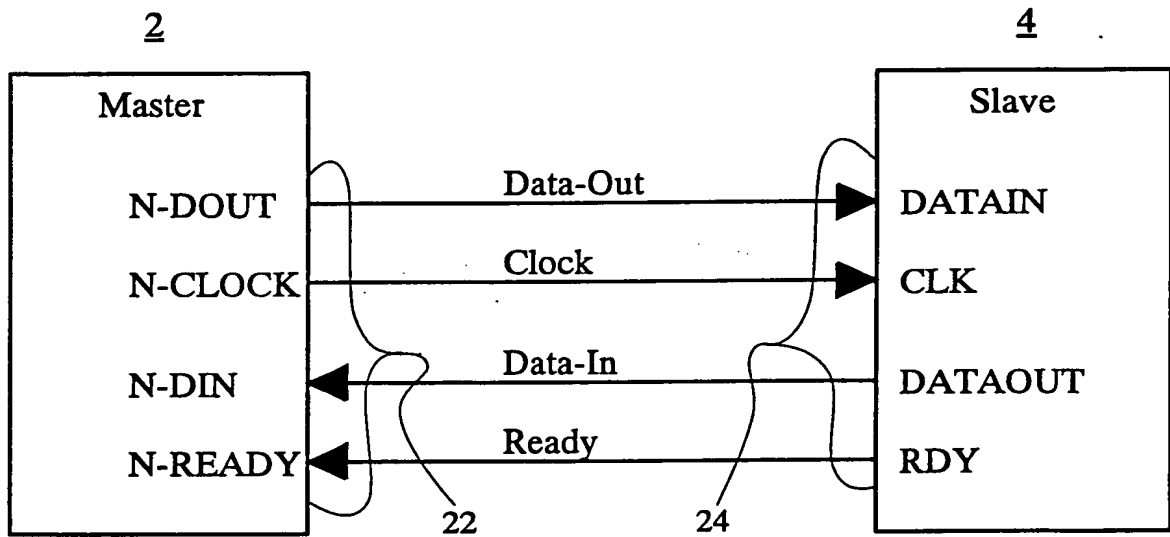 2
4
Master
Slave
N-DOUT
Data-Out
DATAIN
N-CLOCK
Clock
CLK
N-DIN
Data-In
DATAOUT
N-READY
Ready
RDY
22
24